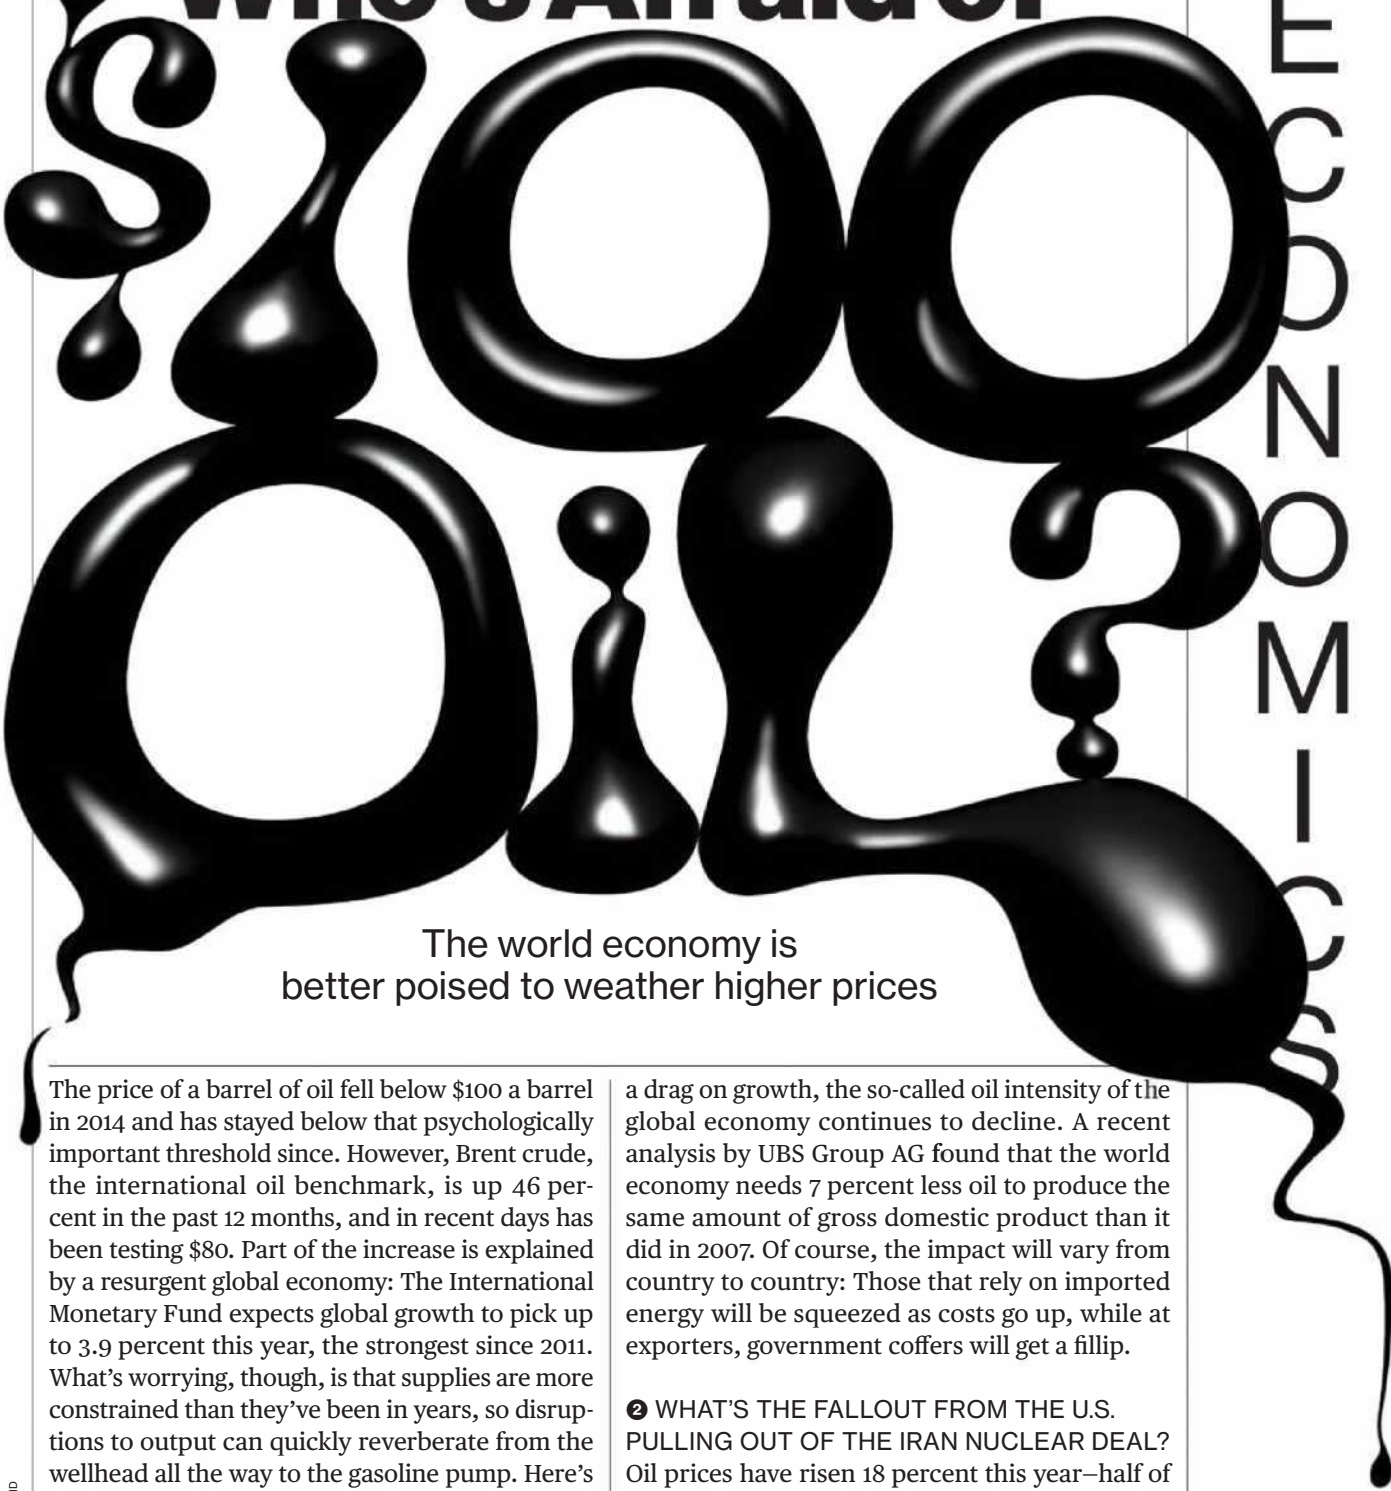 Who's Afraid of
$100
OiL?
ECONOMICS
The world economy is
better poised to weather higher prices
The price of a barrel of oil fell below $100 a barrel
in 2014 and has stayed below that psychologically
important threshold since. However, Brent crude,
the international oil benchmark, is up 46 per-
cent in the past 12 months, and in recent days has
been testing $80. Part of the increase is explained
by a resurgent global economy: The International
Monetary Fund expects global growth to pick up
to 3.9 percent this year, the strongest since 2011.
What's worrying, though, is that supplies are more
constrained than they've been in years, so disrup-
tions to output can quickly reverberate from the
wellhead all the way to the gasoline pump. Here's
a drag on growth, the so-called oil intensity of the
global economy continues to decline. A recent
analysis by UBS Group AG found that the world
economy needs 7 percent less oil to produce the
same amount of gross domestic product than it
did in 2007. Of course, the impact will vary from
country to country: Those that rely on imported
energy will be squeezed as costs go up, while at
exporters, government coffers will get a fillip.
❷ WHAT'S THE FALLOUT FROM THE U.S.
PULLING OUT OF THE IRAN NUCLEAR DEAL?
Oil prices have risen 18 percent this year—half of